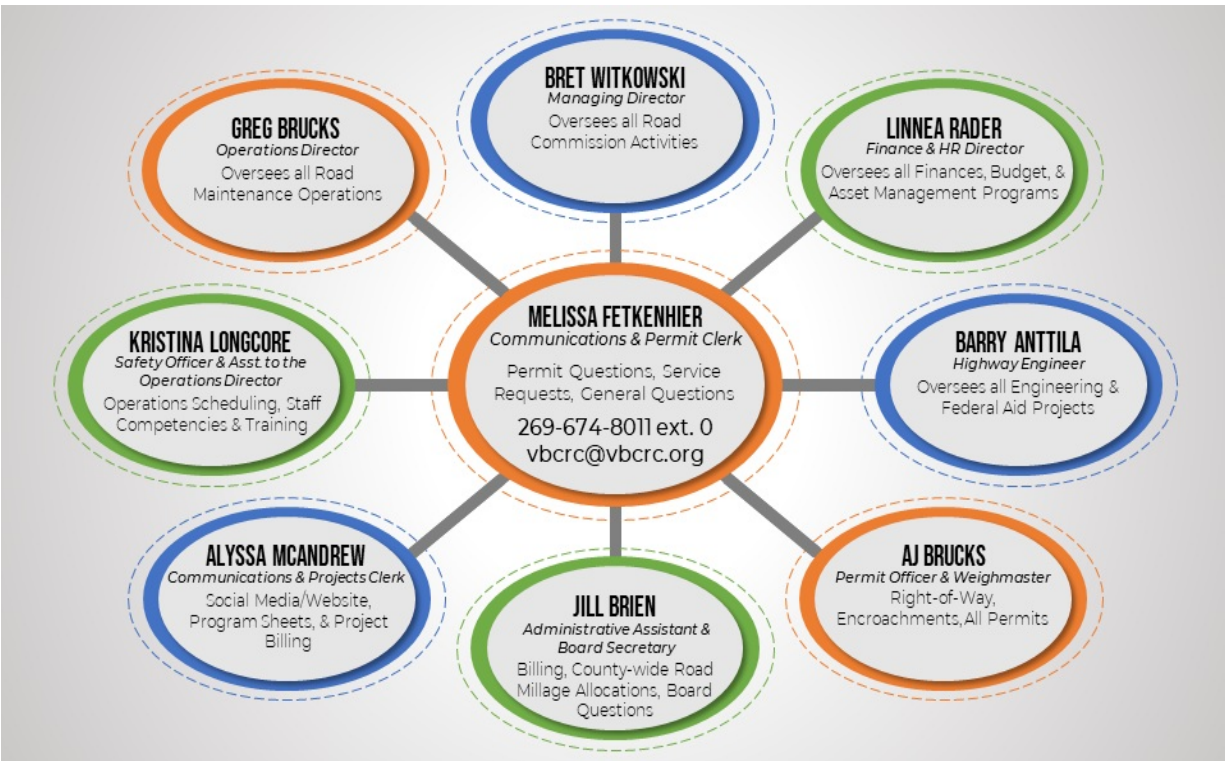 BRET WITKOWSKI
Managing Director
Oversees all Road
Commission Activities
GREG BRUCKS
Operations Director
Oversees all Road
Maintenance Operations
LINNEA RADER
Finance & HR Director
Oversees all Finances, Budget, &
Asset Management Programs
KRISTINA LONGCORE
Safety Officer & Asst. to the
Operations Director
Operations Scheduling, Staff
Competencies & Training
MELISSA FETKENHIER
Communications & Permit Clerk
Permit Questions, Service
Requests, General Questions
269-674-8011 ext. 0
vbcrc@vbcrc.org
BARRY ANTTILA
Highway Engineer
Oversees all Engineering &
Federal Aid Projects
ALYSSA MCANDREW
Communications & Projects Clerk
Social Media/Website,
Program Sheets, & Project
Billing
JILL BRIEN
Administrative Assistant &
Board Secretary
Billing, County-wide Road
Millage Allocations, Board
Questions
AJ BRUCKS
Permit Officer & Weighmaster
Right-of-Way,
Encroachments, All Permits